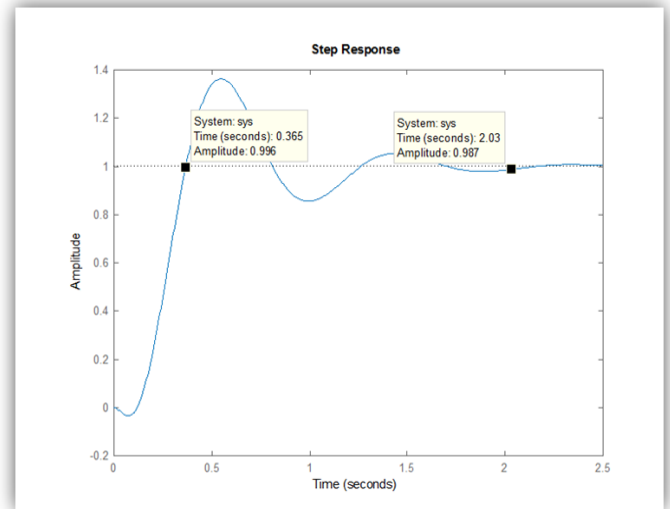 Step Response
1.4
1.2
1
0.8
0.6
0.4
0.2
0
-0.2
Amplitude
System: sys
Time (seconds): 0.365
Amplitude: 0.996
System: sys
Time (seconds): 2.03
Amplitude: 0.987
0
0.5
1
1.5
2
2.5
Time (seconds)